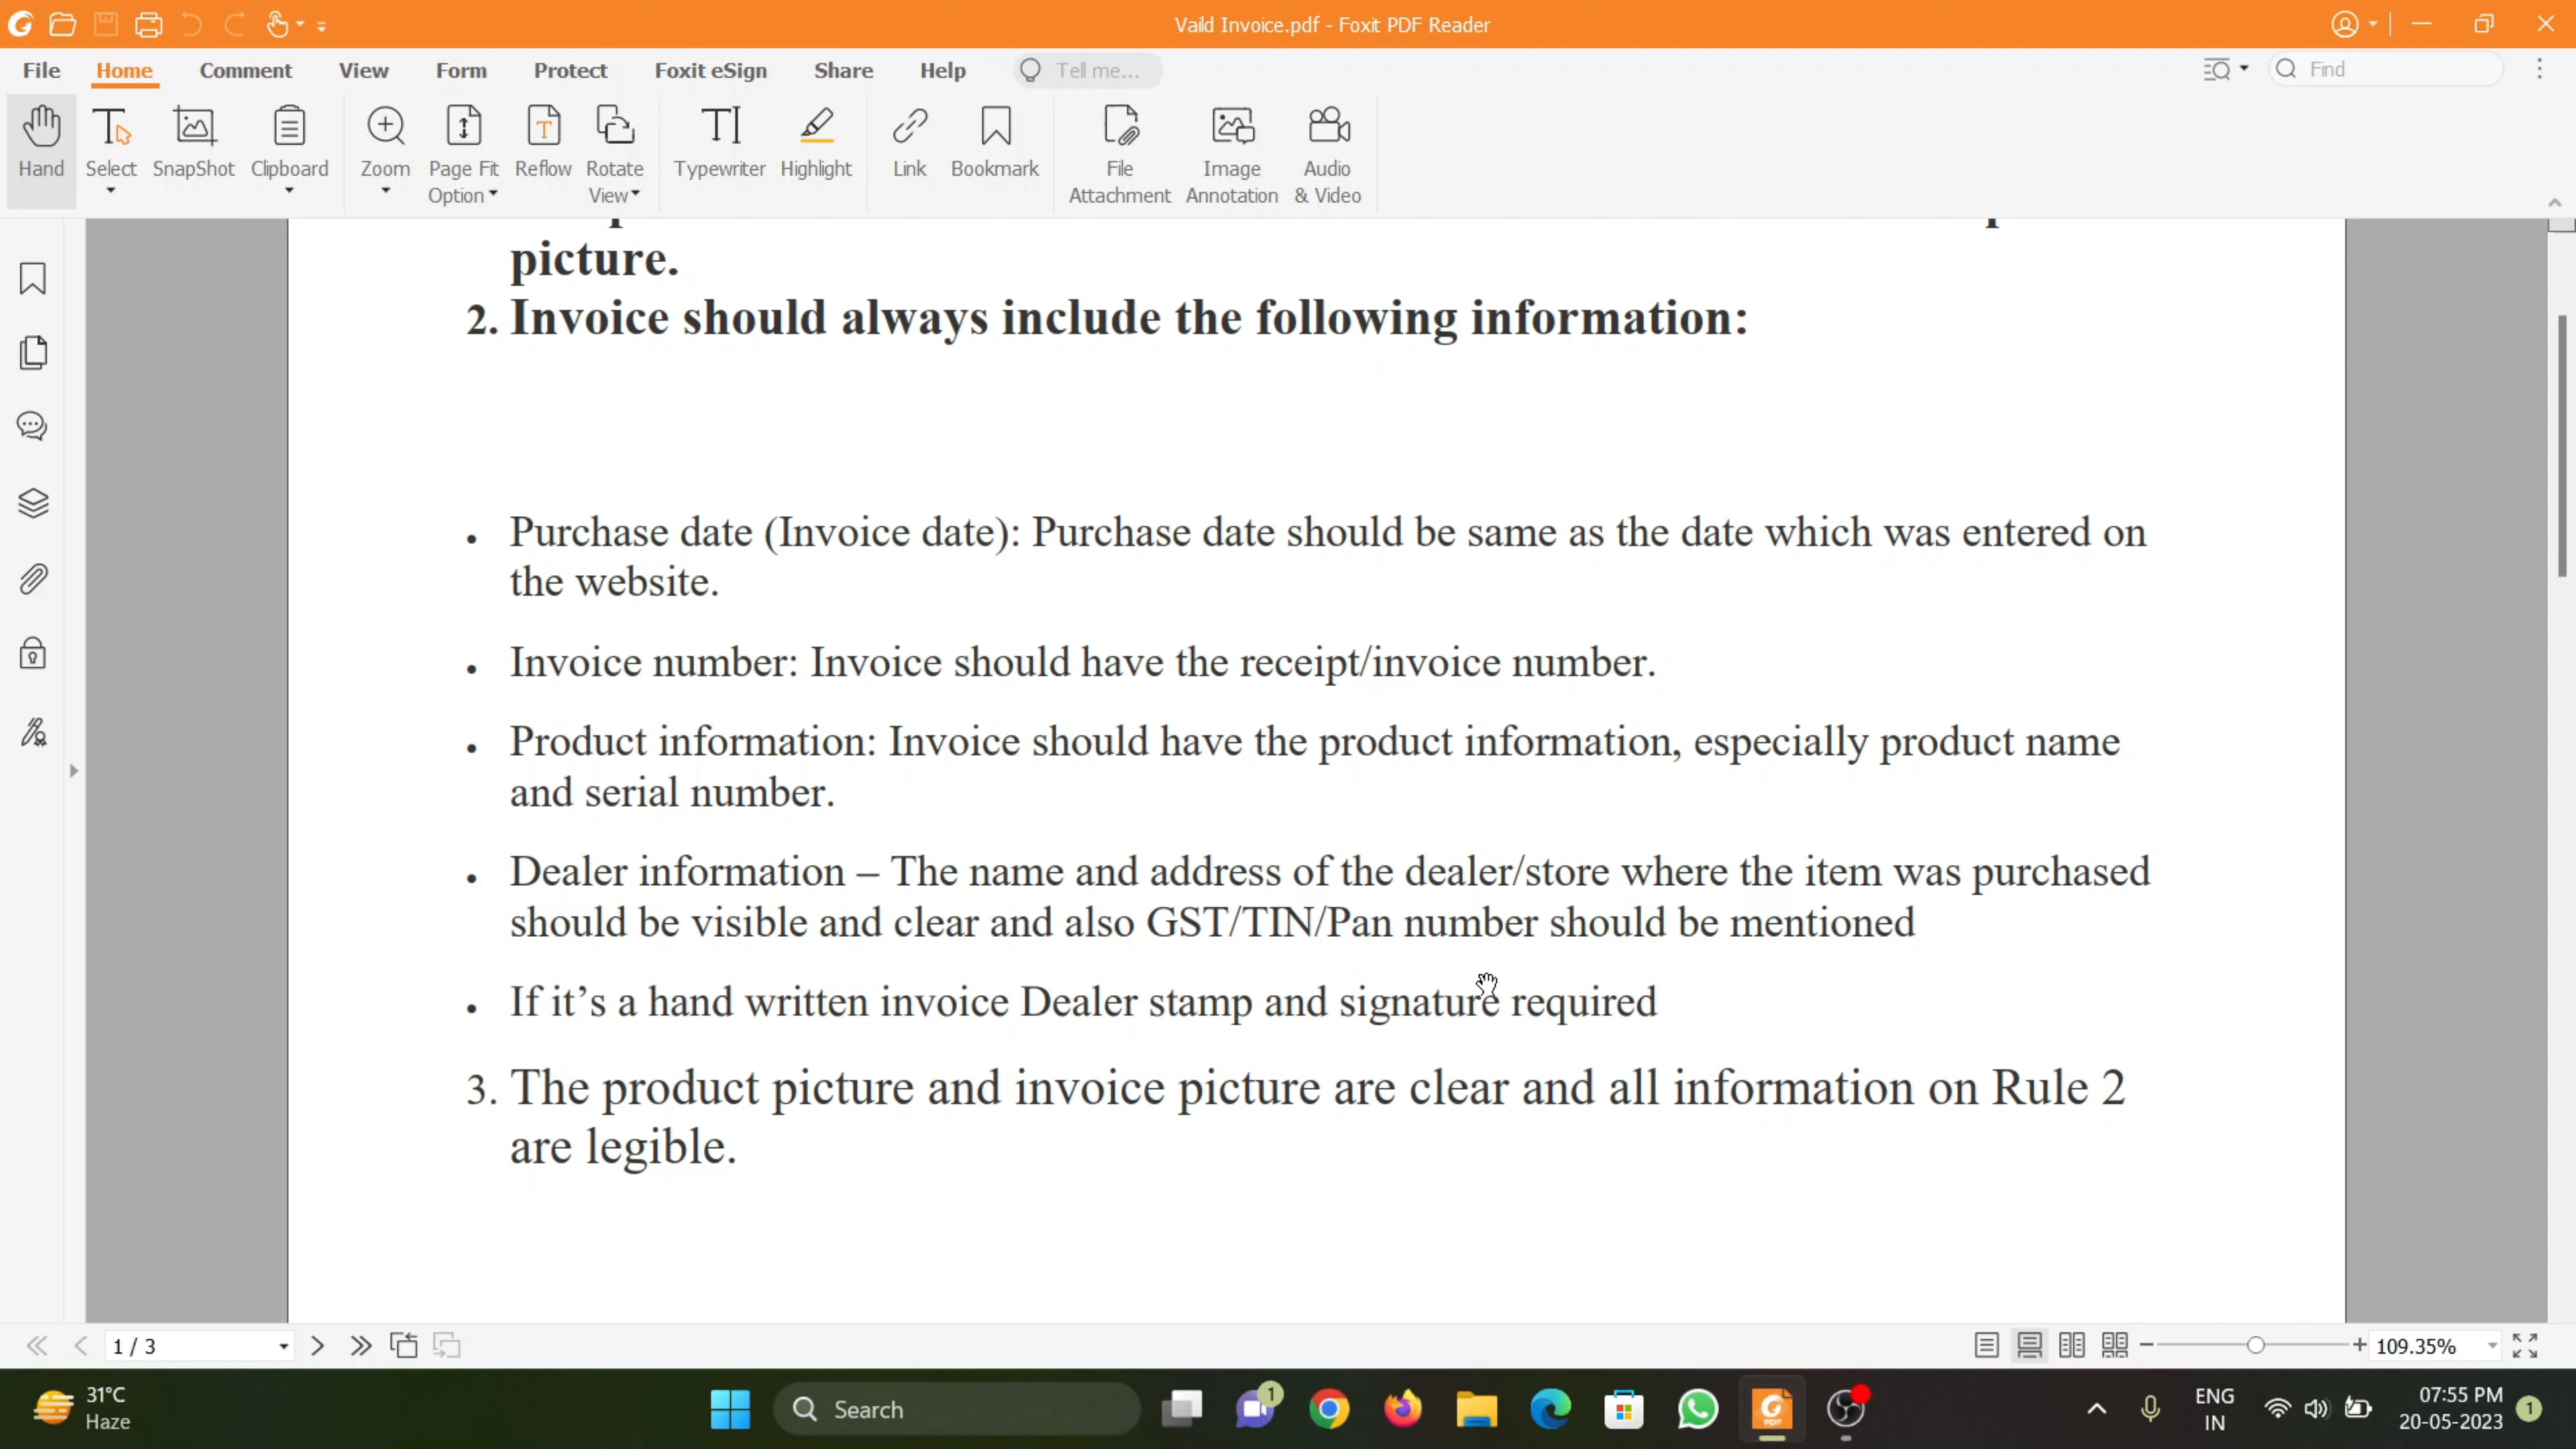 Vaild Invoice.pdf - Foxit PDF Reader
File Home Comment View Form Protect Foxit eSign Share Help Tell me... Find
Hand Select SnapShot Clipboard Zoom Page Fit Option Reflow Rotate View Typewriter Highlight Link Bookmark File Attachment Image Annotation Audio & Video
picture.
2. Invoice should always include the following information:
• Purchase date (Invoice date): Purchase date should be same as the date which was entered on
the website.
• Invoice number: Invoice should have the receipt/invoice number.
• Product information: Invoice should have the product information, especially product name
and serial number.
• Dealer information – The name and address of the dealer/store where the item was purchased
should be visible and clear and also GST/TIN/Pan number should be mentioned
• If it’s a hand written invoice Dealer stamp and signature required
3. The product picture and invoice picture are clear and all information on Rule 2
are legible.
1 / 3
109.35%
31°C
Haze
Search
1
PDF
ENG
IN
07:55 PM
20-05-2023
1